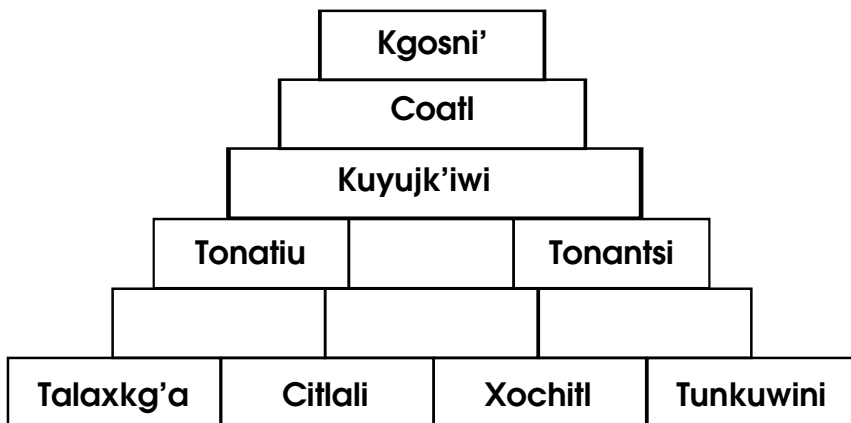 Kgosni’
Coatl
Kuyujk’iwi
Tonatiu Tonantsi
Talaxkg’a Citlali Xochitl Tunkuwini